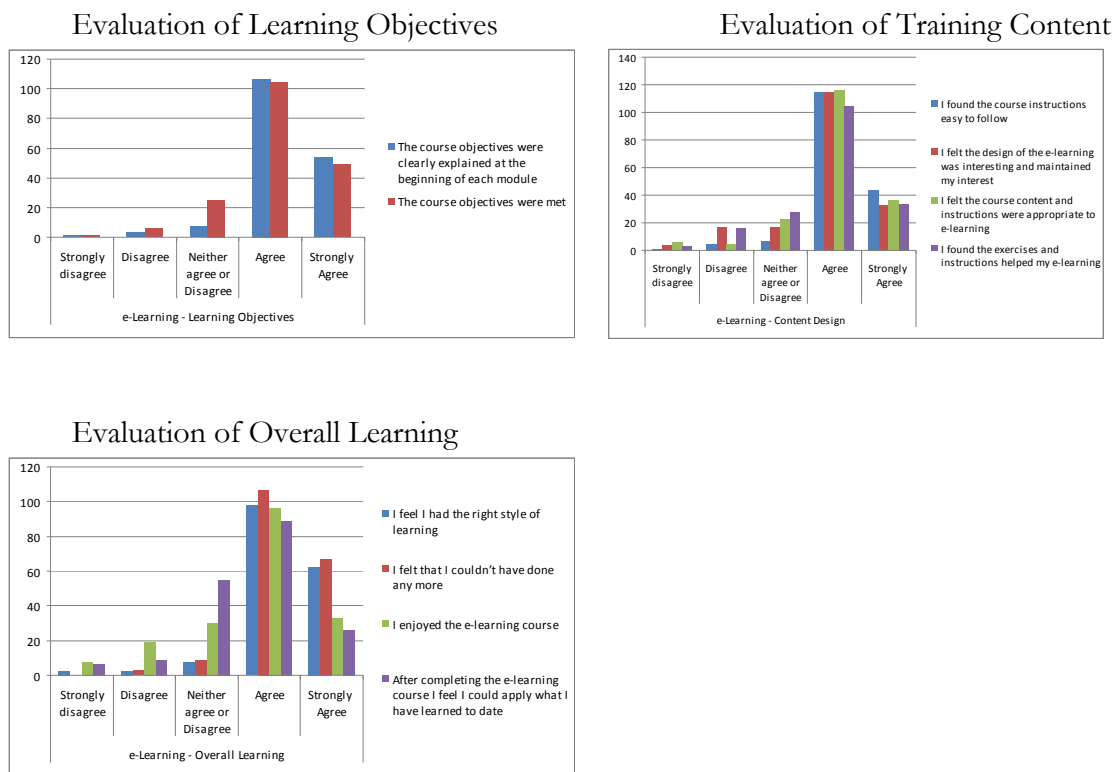 Evaluation of Learning Objectives
120
100
80
60
40
20
0
Strongly
disagree
Disagree
Neither
agree or
Disagree
Agree
Strongly
Agree
e-Learning - Learning Objectives
The course objectives were
clearly explained at the
beginning of each module
The course objectives were met
Evaluation of Training Content
140
120
100
80
60
40
20
0
Strongly
disagree
Disagree
Neither
agree or
Disagree
Agree
Strongly
Agree
e-Learning - Content Design
I found the course instructions
easy to follow
I felt the design of the e-learning
was interesting and maintained
my interest
I felt the course content and
instructions were appropriate to
e-learning
I found the exercises and
instructions helped my e-learning
Evaluation of Overall Learning
120
100
80
60
40
20
0
Strongly
disagree
Disagree
Neither
agree or
Disagree
Agree
Strongly
Agree
e-Learning - Overall Learning
I feel I had the right style of
learning
I felt that I couldn't have done
any more
I enjoyed the e-learning course
After completing the e-learning
course I feel I could apply what I
have learned to date